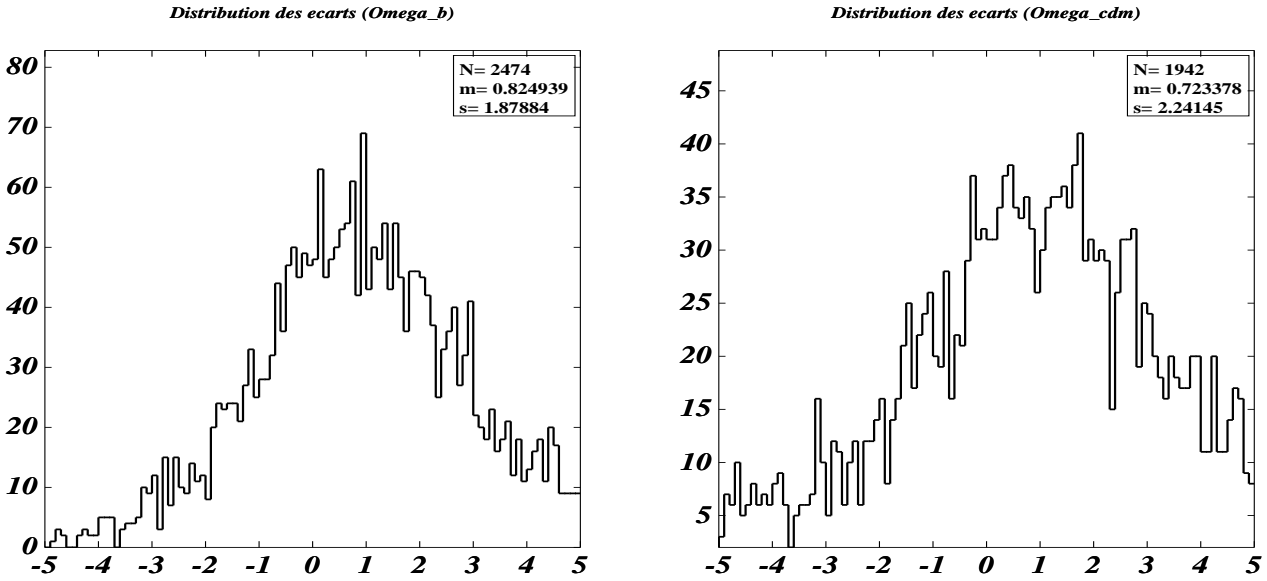 Distribution des ecarts (Omega_b)
80
70
60
50
40
30
20
10
0
-5 -4 -3 -2 -1 0 1 2 3 4 5
N= 2474
m= 0.824939
s= 1.87884
Distribution des ecarts (Omega_cdm)
45
40
35
30
25
20
15
10
5
-5 -4 -3 -2 -1 0 1 2 3 4 5
N= 1942
m= 0.723378
s= 2.24145